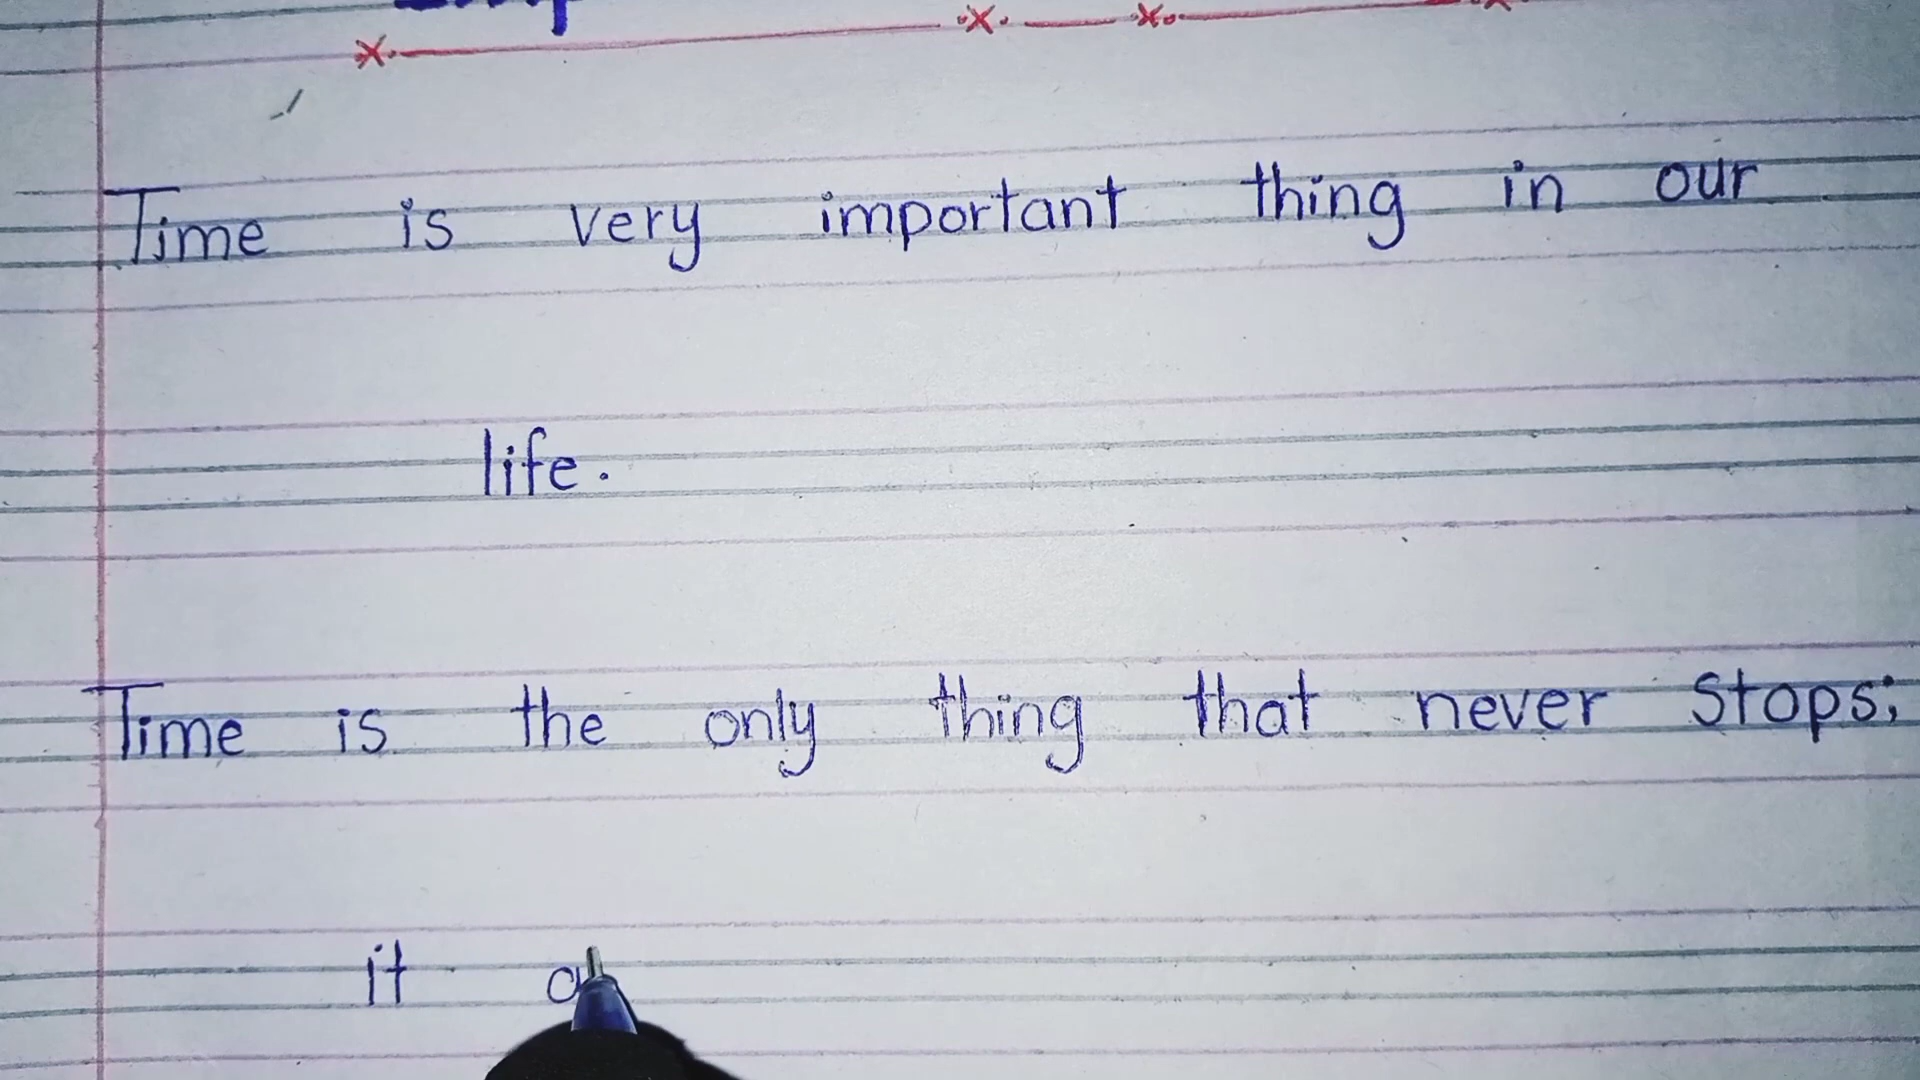 Time is very important thing in our
life.
Time is the only thing that never stops;
it